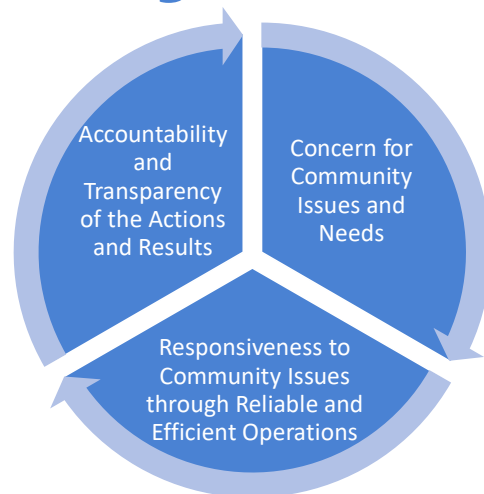 Accountability
and
Transparency
of the Actions
and Results
Concern for
Community
Issues and
Needs
Responsiveness to
Community Issues
through Reliable and
Efficient Operations